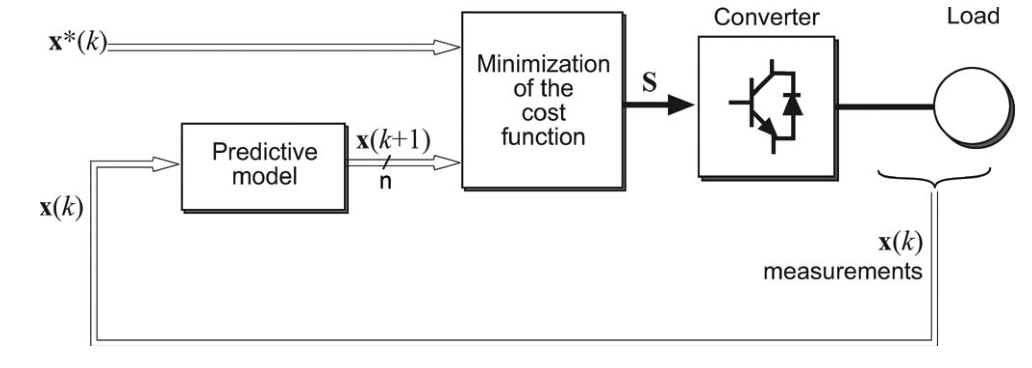 Converter
Load
x*(k)
Minimization
of the
cost
function
S
Predictive
model
x(k+1)
n
x(k)
x(k)
measurements